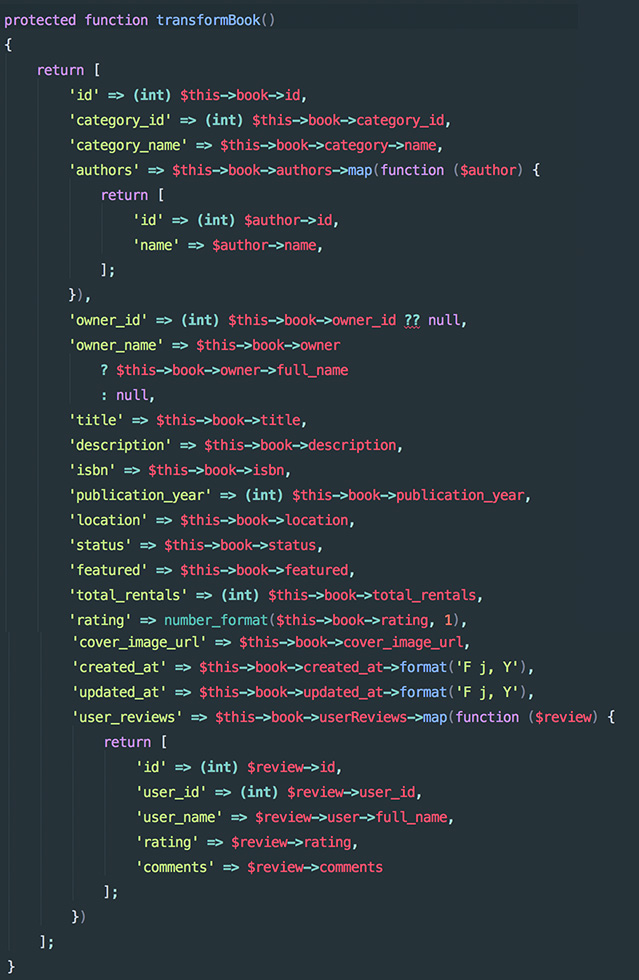 protected function transformBook()
{
    return [
        'id' => (int) $this->book->id,
        'category_id' => (int) $this->book->category_id,
        'category_name' => $this->book->category->name,
        'authors' => $this->book->authors->map(function ($author) {
            return [
                'id' => (int) $author->id,
                'name' => $author->name,
            ];
        }),
        'owner_id' => (int) $this->book->owner_id ?? null,
        'owner_name' => $this->book->owner
            ? $this->book->owner->full_name
            : null,
        'title' => $this->book->title,
        'description' => $this->book->description,
        'isbn' => $this->book->isbn,
        'publication_year' => (int) $this->book->publication_year,
        'location' => $this->book->location,
        'status' => $this->book->status,
        'featured' => $this->book->featured,
        'total_rentals' => (int) $this->book->total_rentals,
        'rating' => number_format($this->book->rating, 1),
        'cover_image_url' => $this->book->cover_image_url,
        'created_at' => $this->book->created_at->format('F j, Y'),
        'updated_at' => $this->book->updated_at->format('F j, Y'),
        'user_reviews' => $this->book->userReviews->map(function ($review) {
            return [
                'id' => (int) $review->id,
                'user_id' => (int) $review->user_id,
                'user_name' => $review->user->full_name,
                'rating' => $review->rating,
                'comments' => $review->comments
            ];
        })
    ];
}